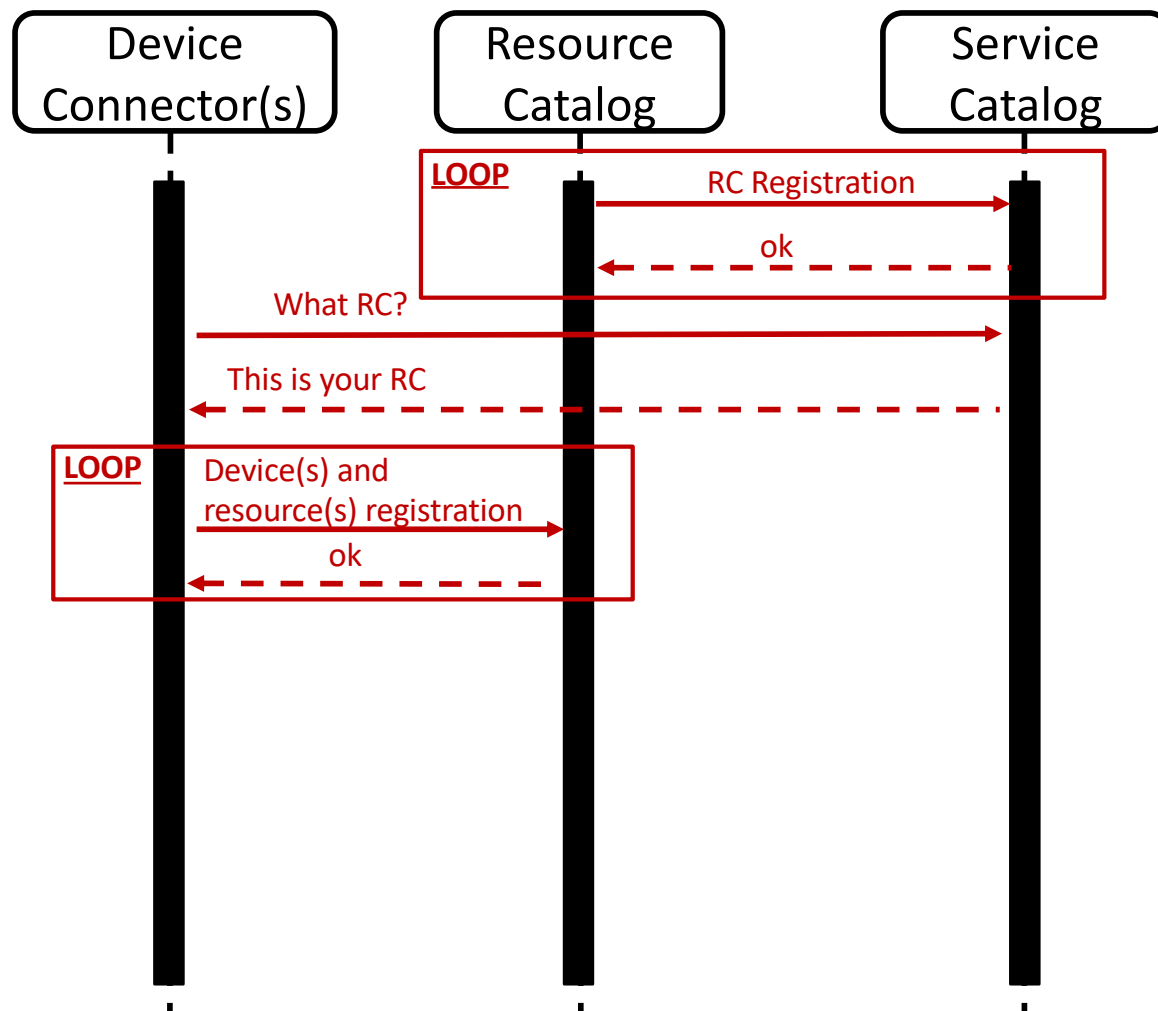 Device
Connector(s)
Resource
Catalog
Service
Catalog
LOOP
RC Registration
ok
What RC?
This is your RC
LOOP
Device(s) and
resource(s) registration
ok